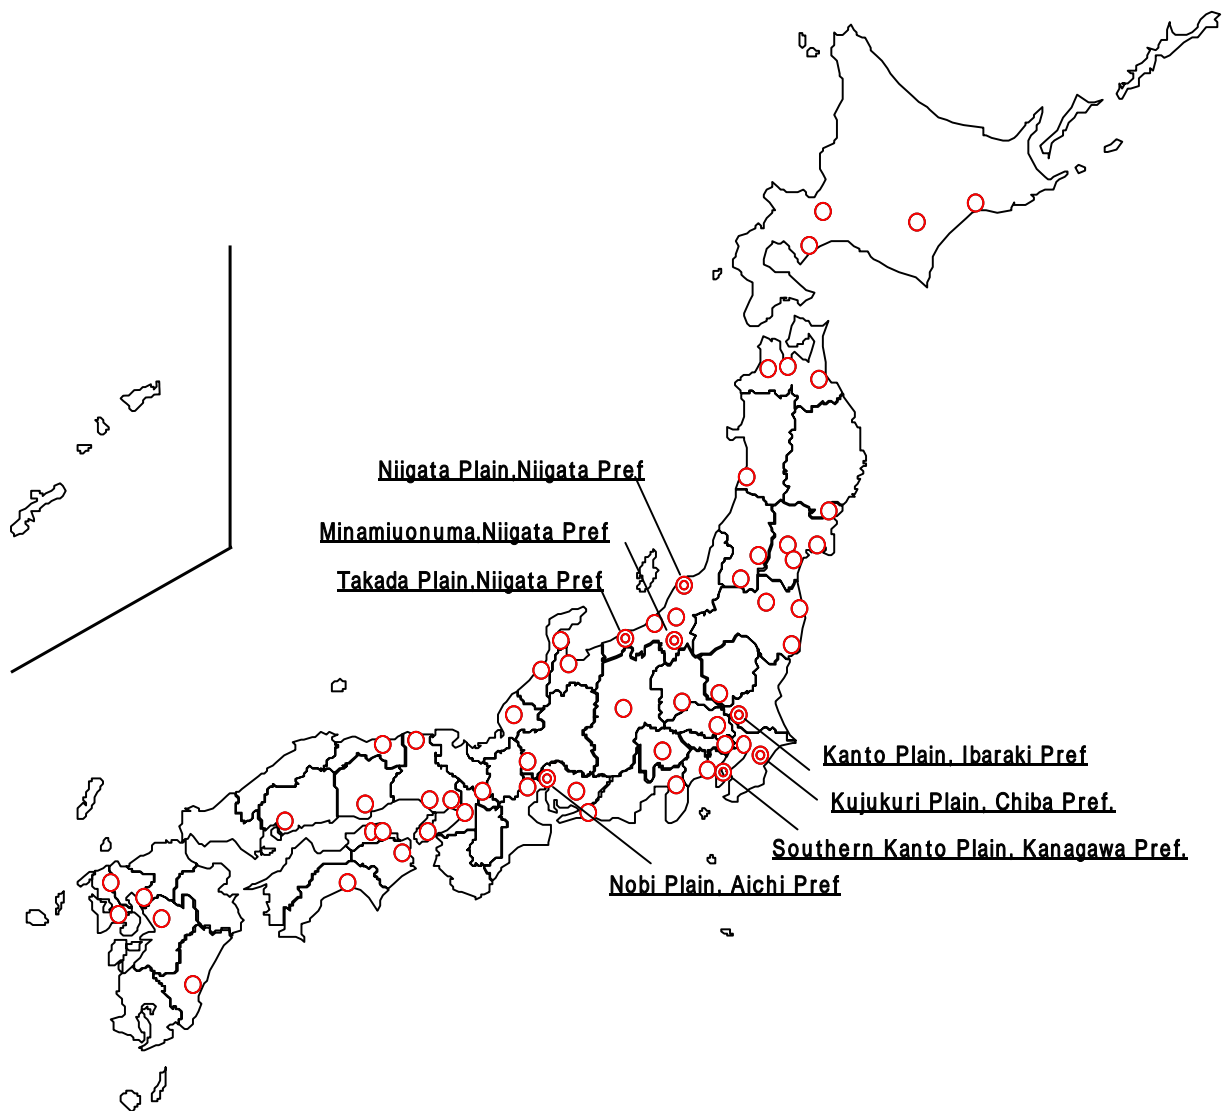 Niigata Plain,Niigata Pref
Minamiuonuma,Niigata Pref
Takada Plain,Niigata Pref
Kanto Plain, Ibaraki Pref
Kujukuri Plain, Chiba Pref.
Southern Kanto Plain, Kanagawa Pref.
Nobi Plain, Aichi Pref